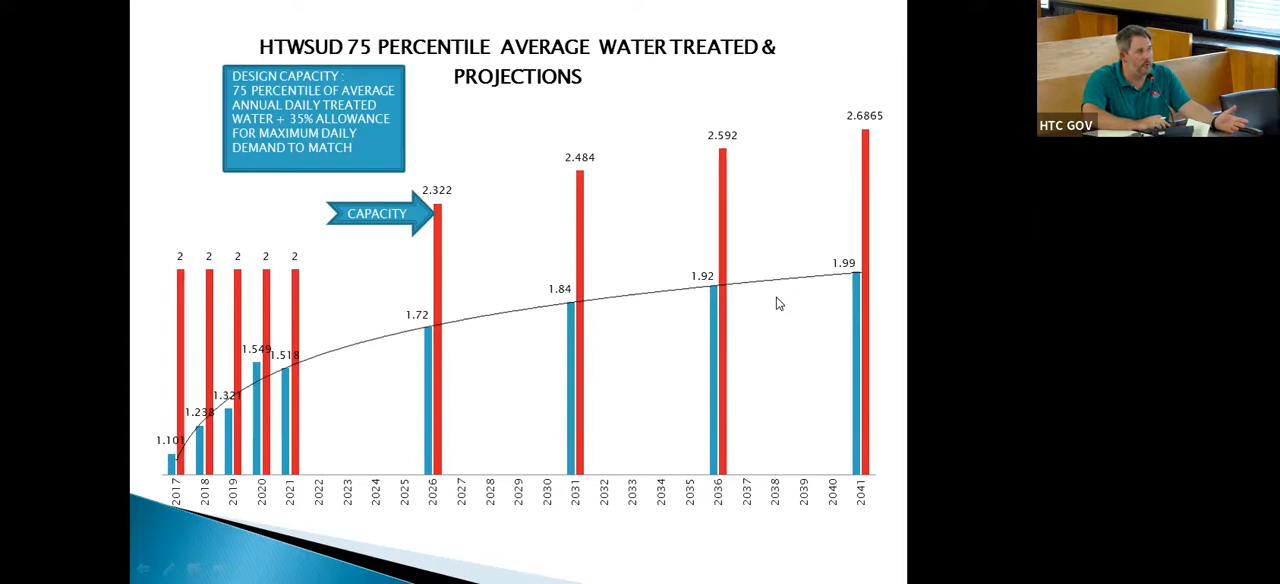 HTWSUD 75 PERCENTILE AVERAGE WATER TREATED &
PROJECTIONS
DESIGN CAPACITY :
75 PERCENTILE OF AVERAGE
ANNUAL DAILY TREATED
WATER + 35% ALLOWANCE
FOR MAXIMUM DAILY
DEMAND TO MATCH
HTC GOV
2.6865
2.592
2.484
2.322
CAPACITY
2 2 2 2 2
1.99
1.92
1.84
1.72
1.549
1.518
1.321
1.238
1.101
2017 2018 2019 2020 2021 2022 2023 2024 2025 2026 2027 2028 2029 2030 2031 2032 2033 2034 2035 2036 2037 2038 2039 2040 2041